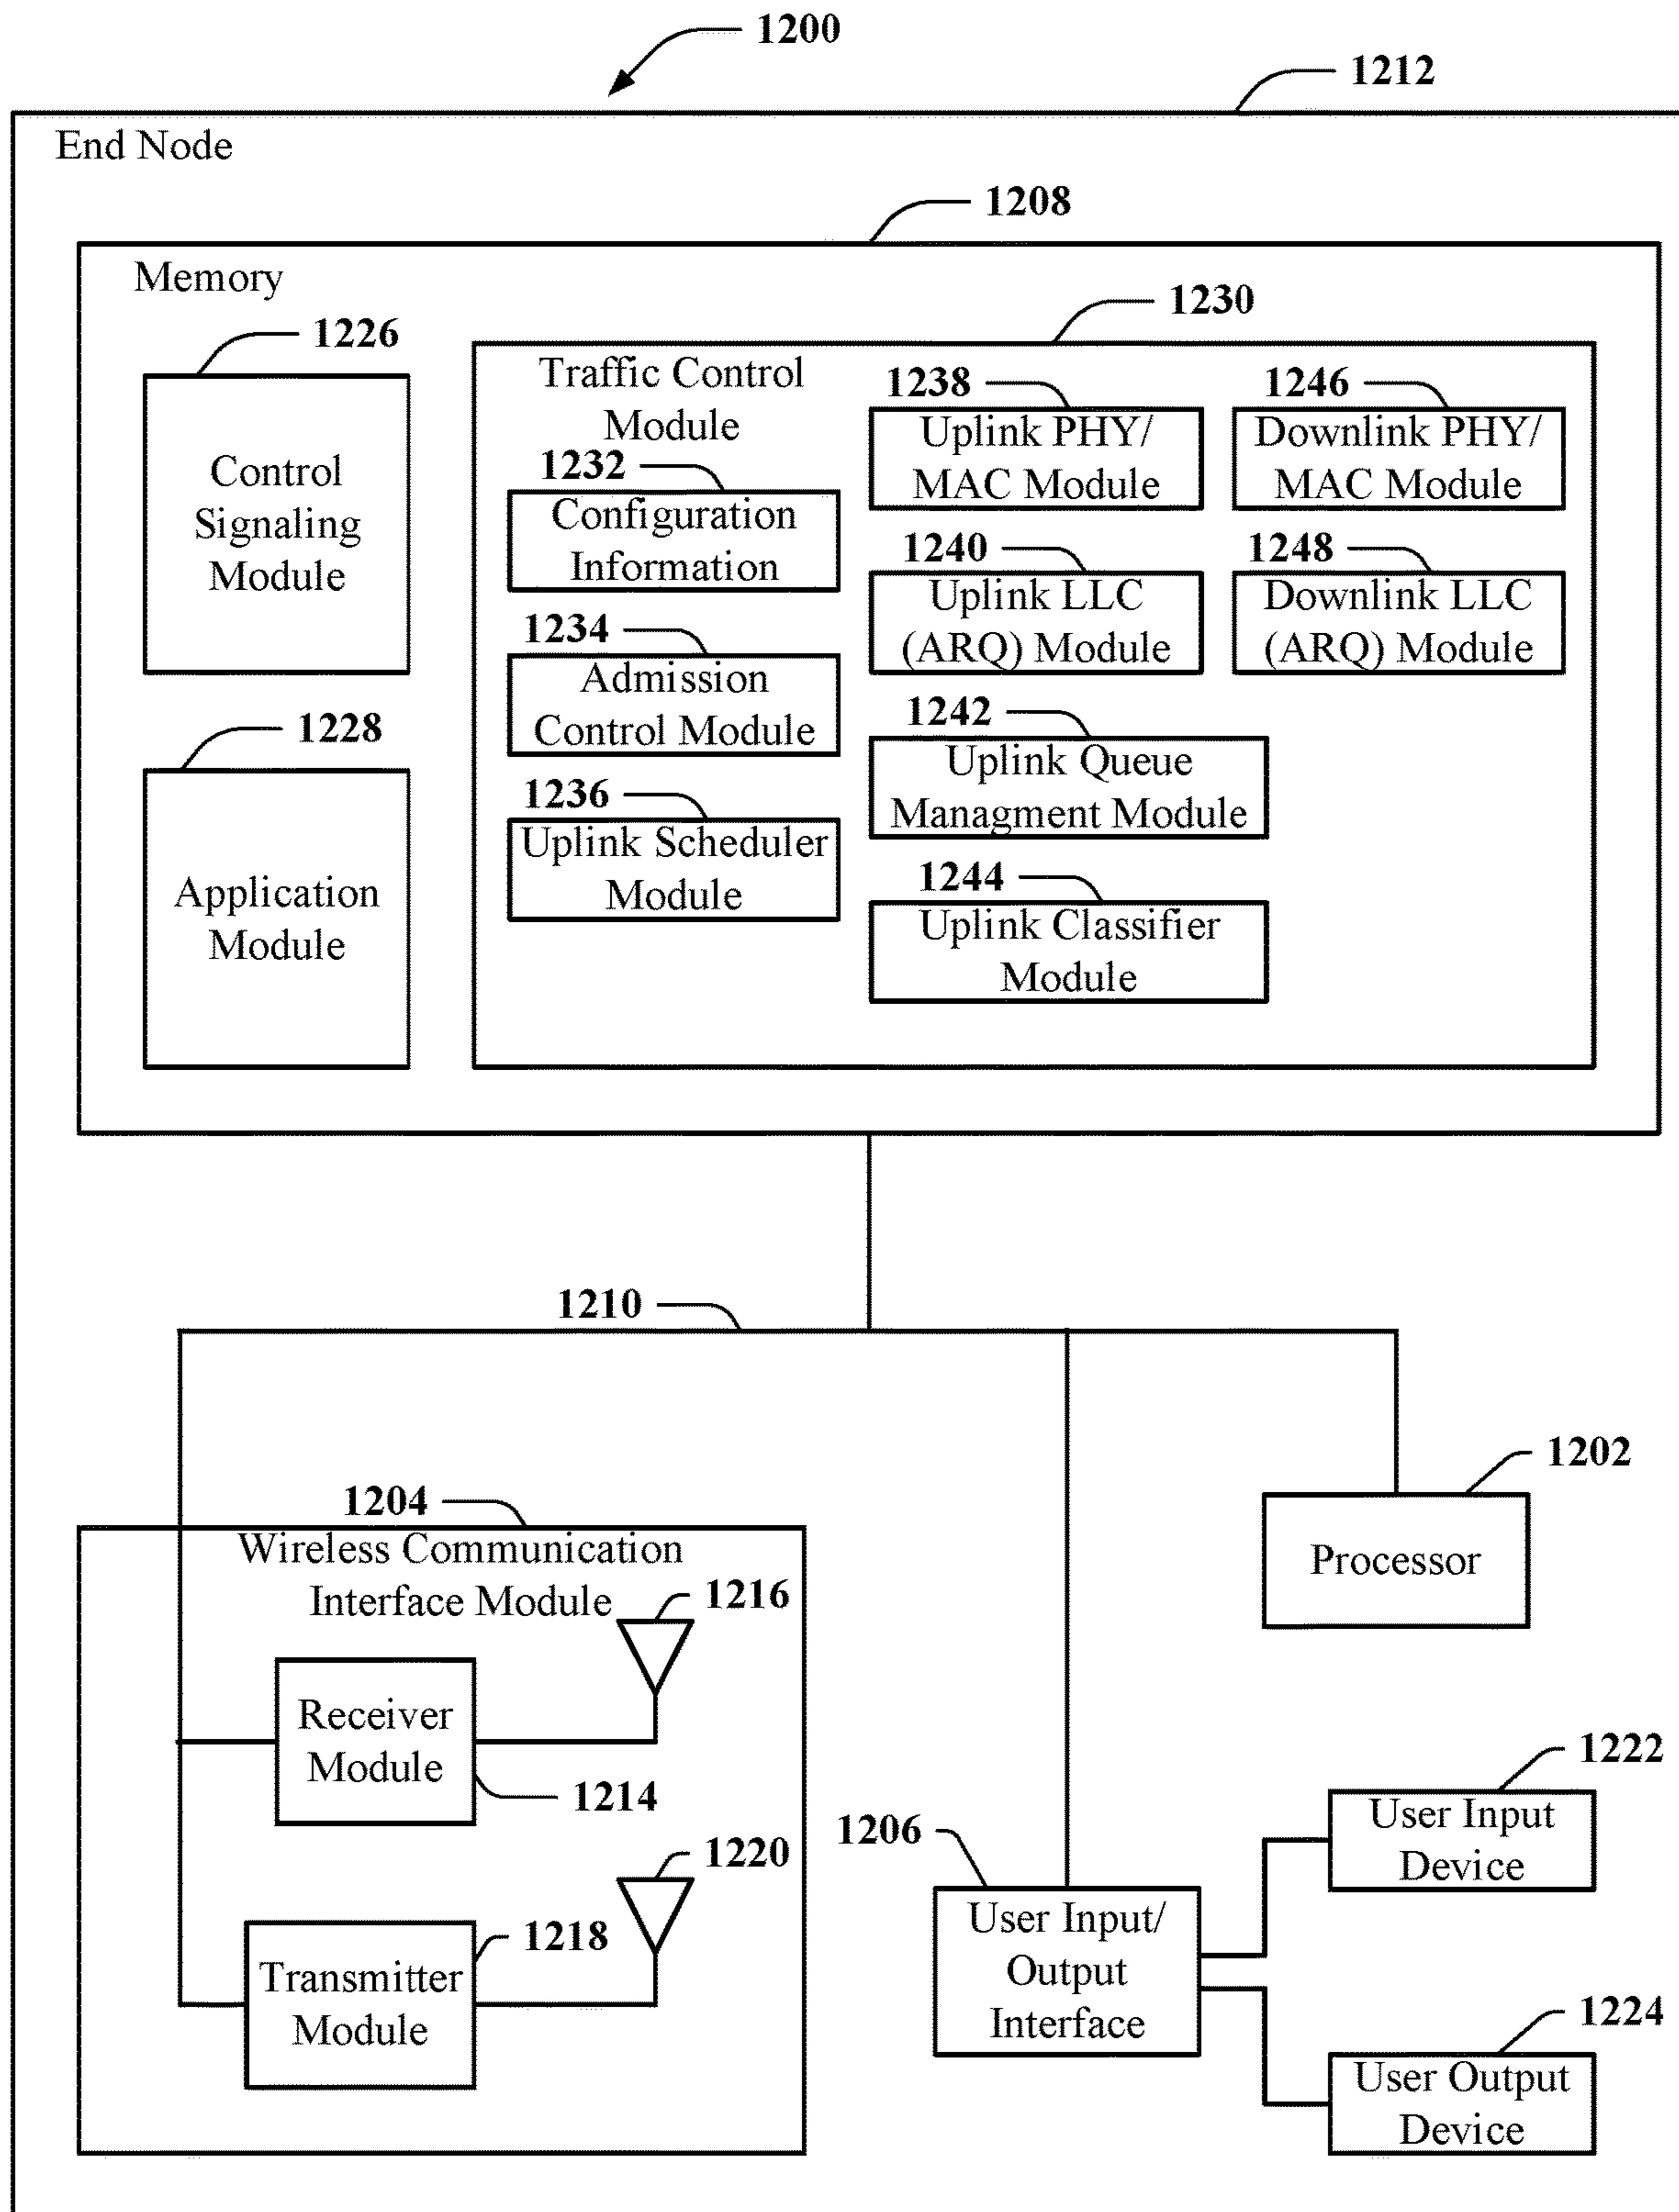 1200
1212
End Node
1208
Memory
1230
1226
Control
Signaling
Module
1228
Application
Module
Traffic Control
Module
1232
Configuration
Information
1234
Admission
Control Module
1236
Uplink Scheduler
Module
1238
Uplink PHY/
MAC Module
1240
Uplink LLC
(ARQ) Module
1242
Uplink Queue
Managment Module
1244
Uplink Classifier
Module
1246
Downlink PHY/
MAC Module
1248
Downlink LLC
(ARQ) Module
1210
1202
Processor
1204
Wireless Communication
Interface Module
1216
Receiver
Module
1214
1220
1218
Transmitter
Module
1206
User Input/
Output
Interface
1222
User Input
Device
1224
User Output
Device